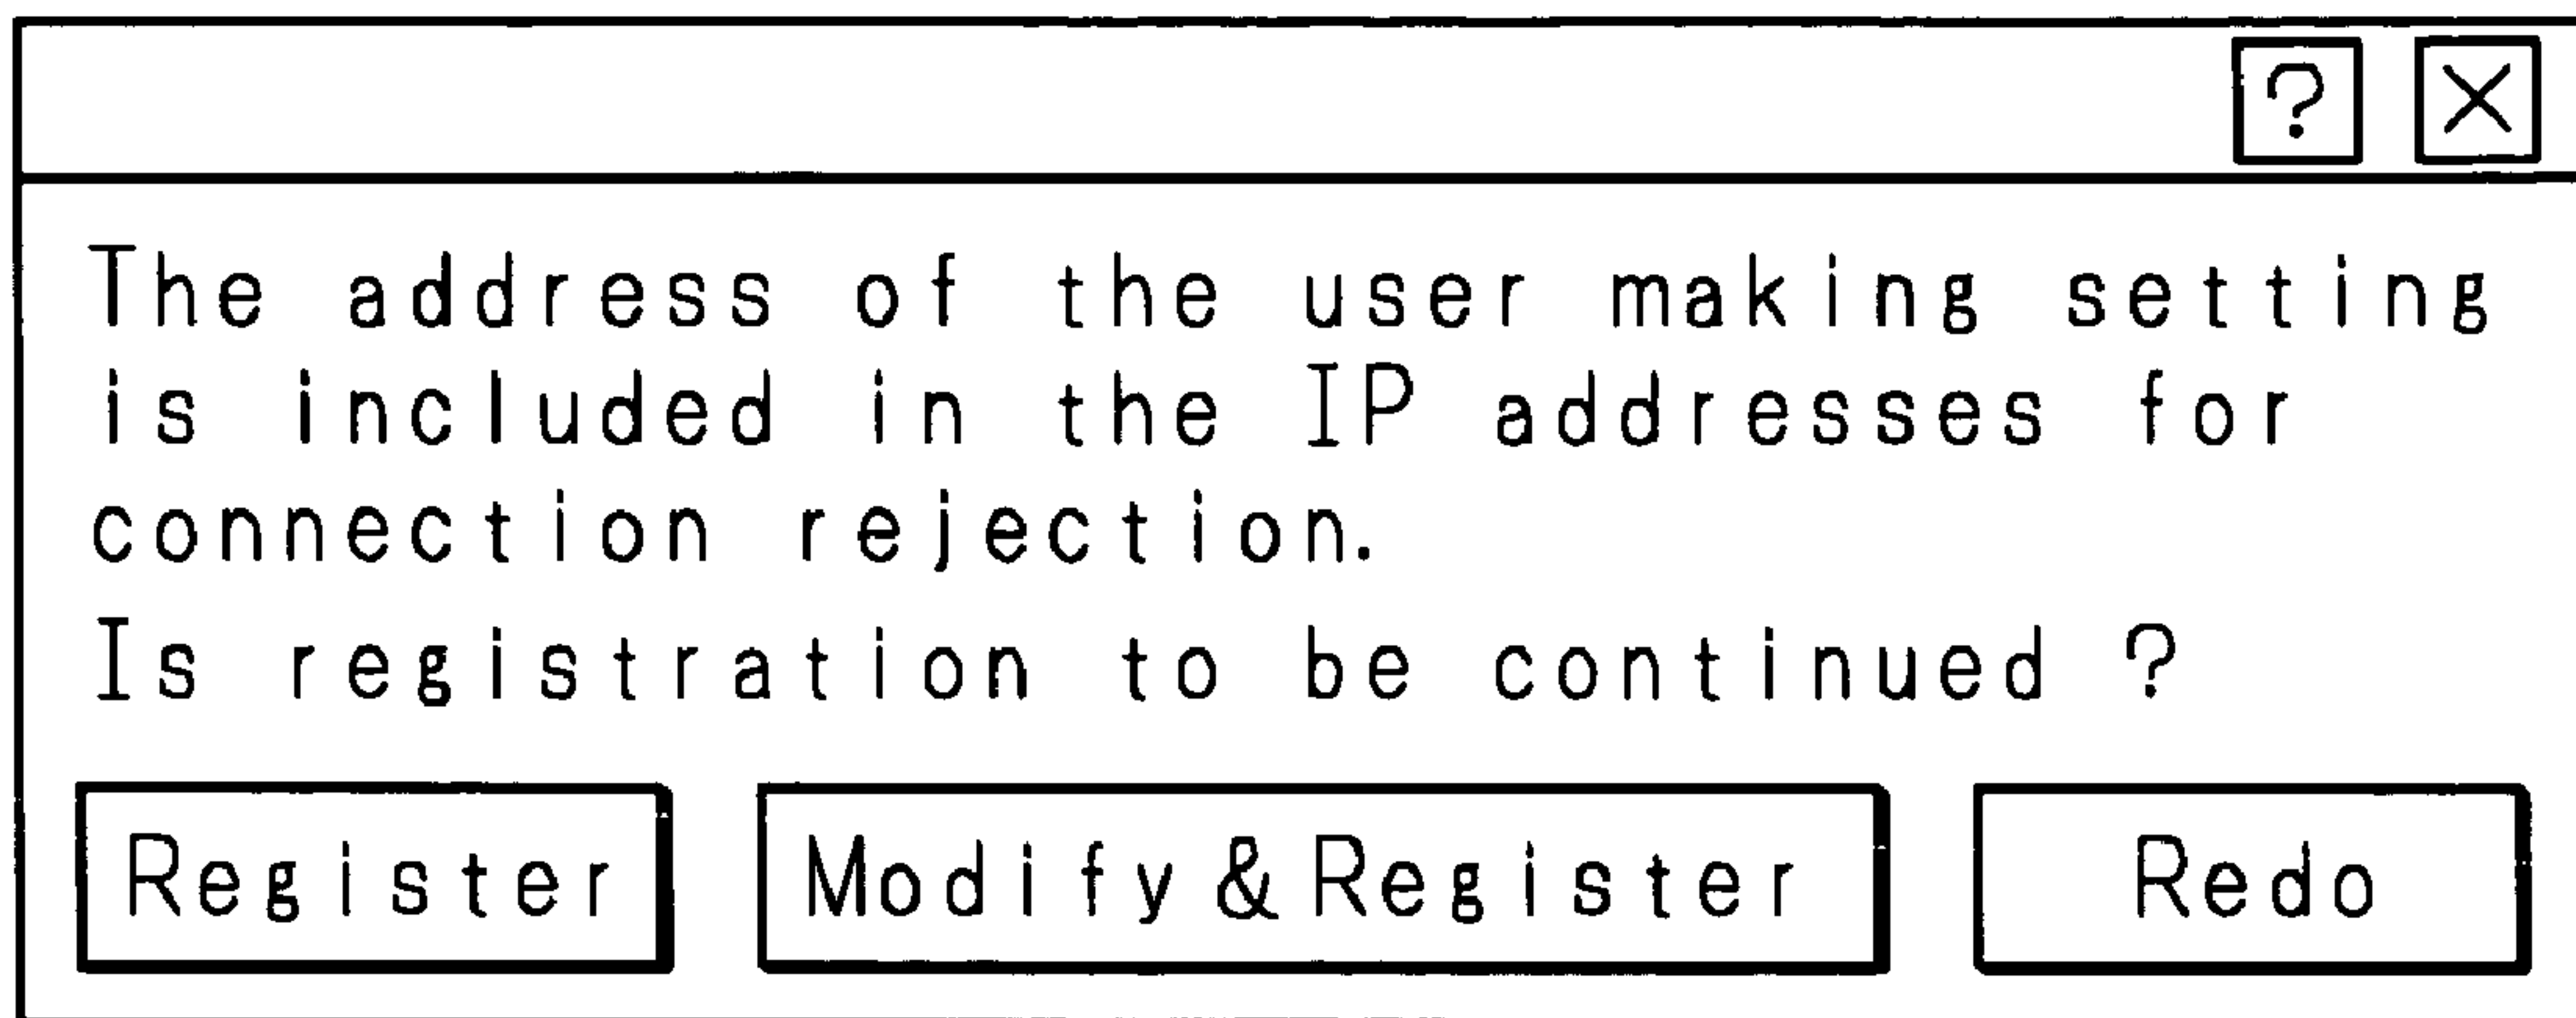 ? X
The address of the user making setting
is included in the IP addresses for
connection rejection.
Is registration to be continued ?
Register Modify&Register Redo